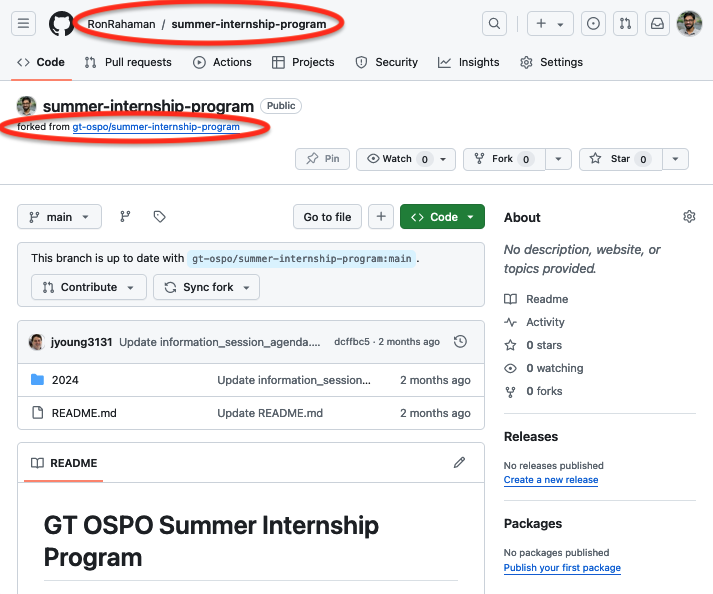 RonRahaman / summer-internship-program
Code Pull requests Actions Projects Security Insights Settings
summer-internship-program Public
forked from gt-ospo/summer-internship-program
Pin Watch 0 Fork 0 Star 0
main Go to file + Code
About
No description, website, or
topics provided.
Readme
Activity
0 stars
0 watching
0 forks
This branch is up to date with gt-ospo/summer-internship-program:main .
Contribute Sync fork
jyoung3131 Update information_session_agenda.... dcffbc5 · 2 months ago
2024 Update information_session... 2 months ago
README.md Update README.md 2 months ago
README
GT OSPO Summer Internship
Program
Releases
No releases published
Create a new release
Packages
No packages published
Publish your first package